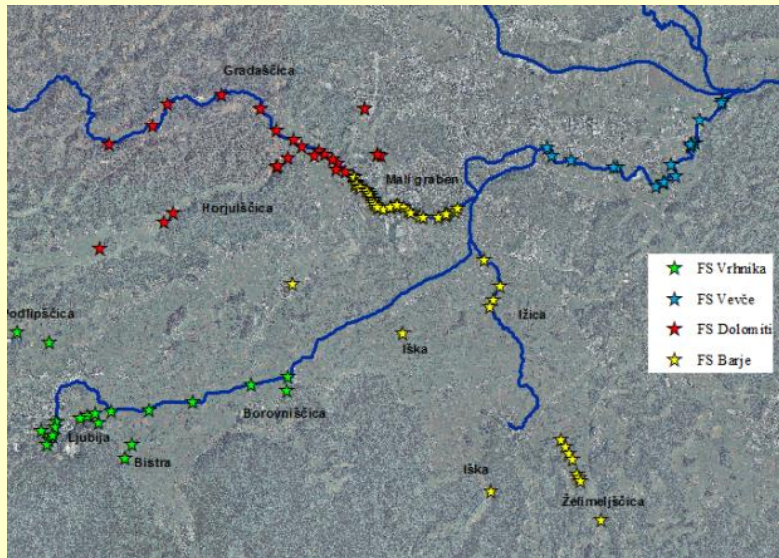 Gradaščica
Mali graben
Horjulščica
FS Vrhnika
FS Vevče
FS Dolomiti
FS Barje
Podlipščica
Ižica
Iška
Borovniščica
Ljubija
Bistra
Iška
Želimeljščica